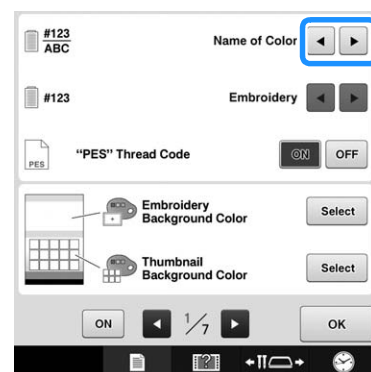 #123
ABC
Name of Color
#123
Embroidery
PES
“PES” Thread Code
ON OFF
Embroidery
Background Color
Select
Thumbnail
Background Color
Select
ON
1/7
OK